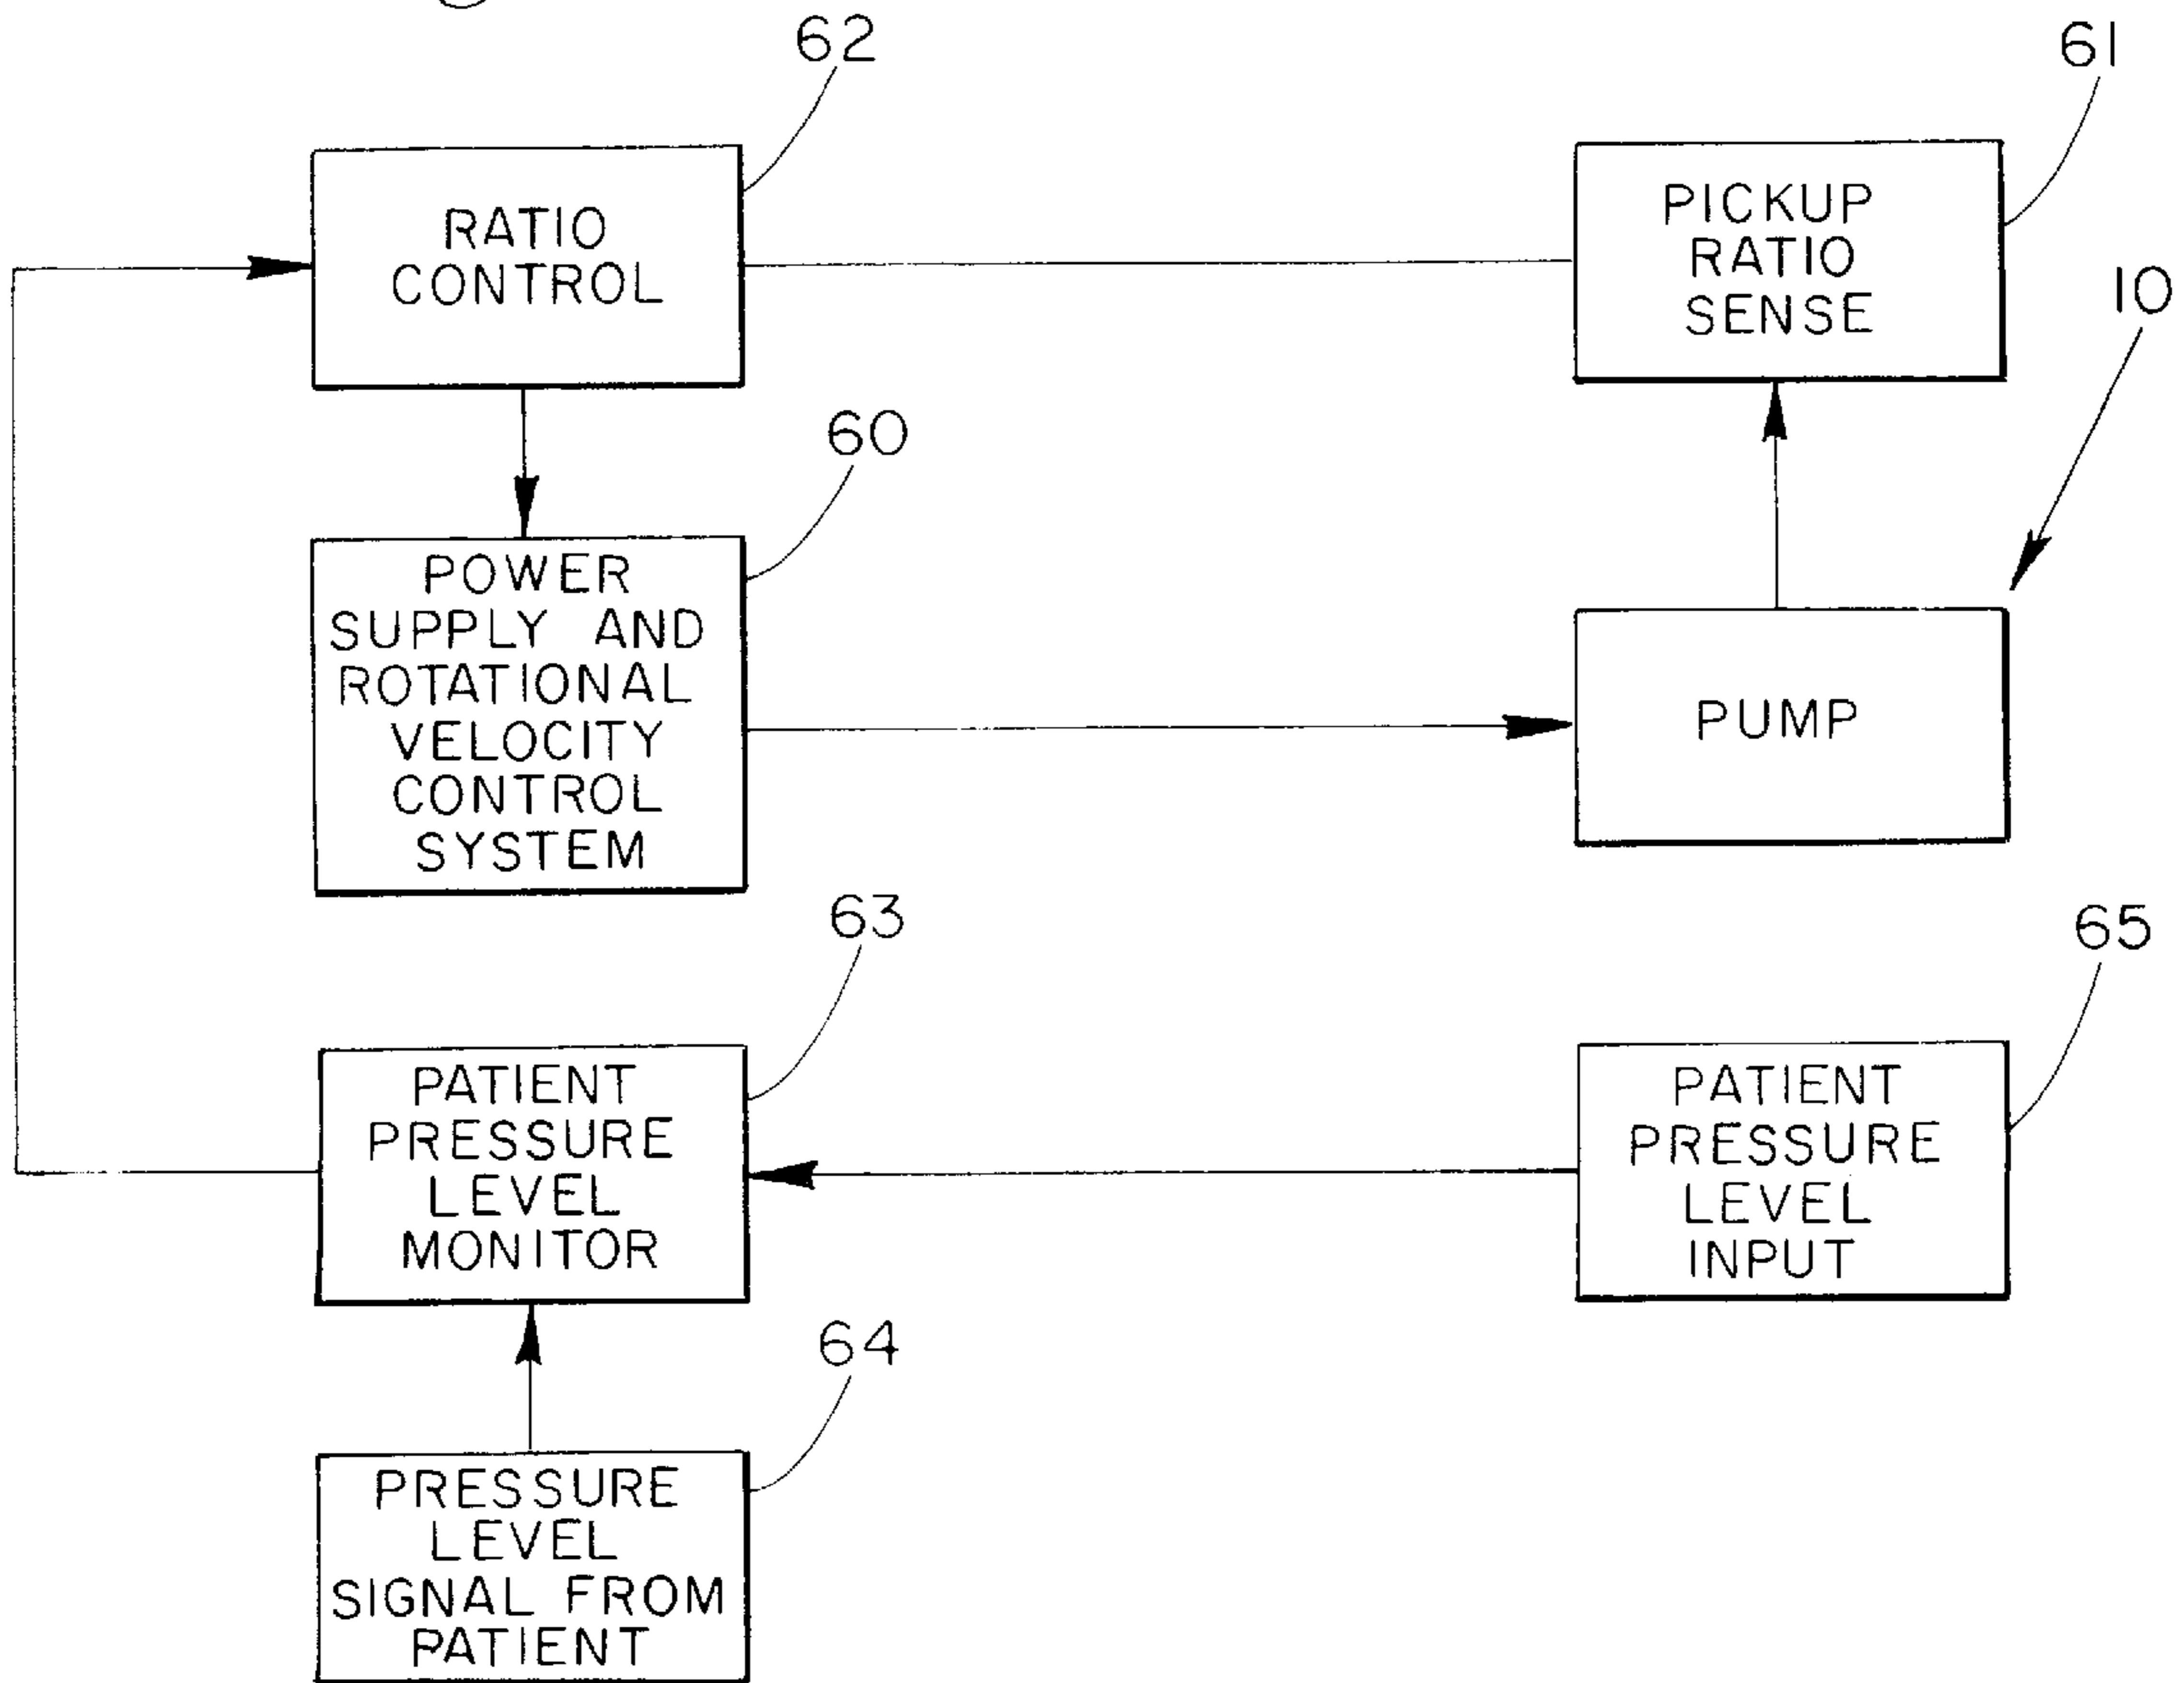 62
61
RATIO
CONTROL
PICKUP
RATIO
SENSE
10
60
POWER
SUPPLY AND
ROTATIONAL
VELOCITY
CONTROL
SYSTEM
PUMP
63
65
PATIENT
PRESSURE
LEVEL
MONITOR
PATIENT
PRESSURE
LEVEL
INPUT
64
PRESSURE
LEVEL
SIGNAL FROM
PATIENT